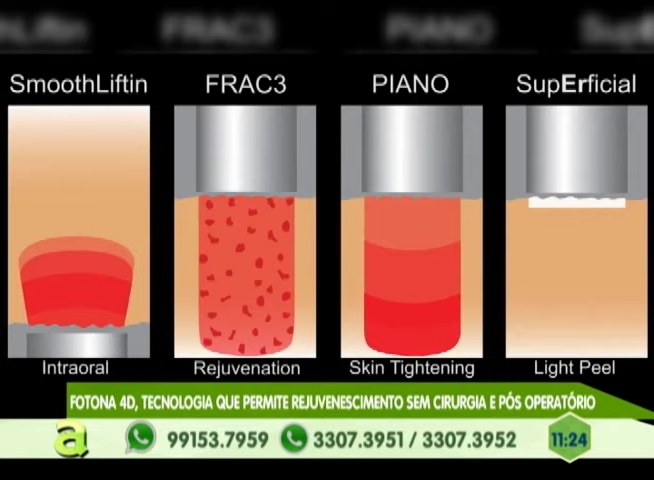 SmoothLiftin
FRAC3
PIANO
SupErficial
Intraoral
Rejuvenation
Skin Tightening
Light Peel
FOTONA 4D, TECNOLOGIA QUE PERMITE REJUVENESCIMENTO SEM CIRURGIA E PÓS OPERATÓRIO
a
99153.7959
3307.3951 / 3307.3952
11:24